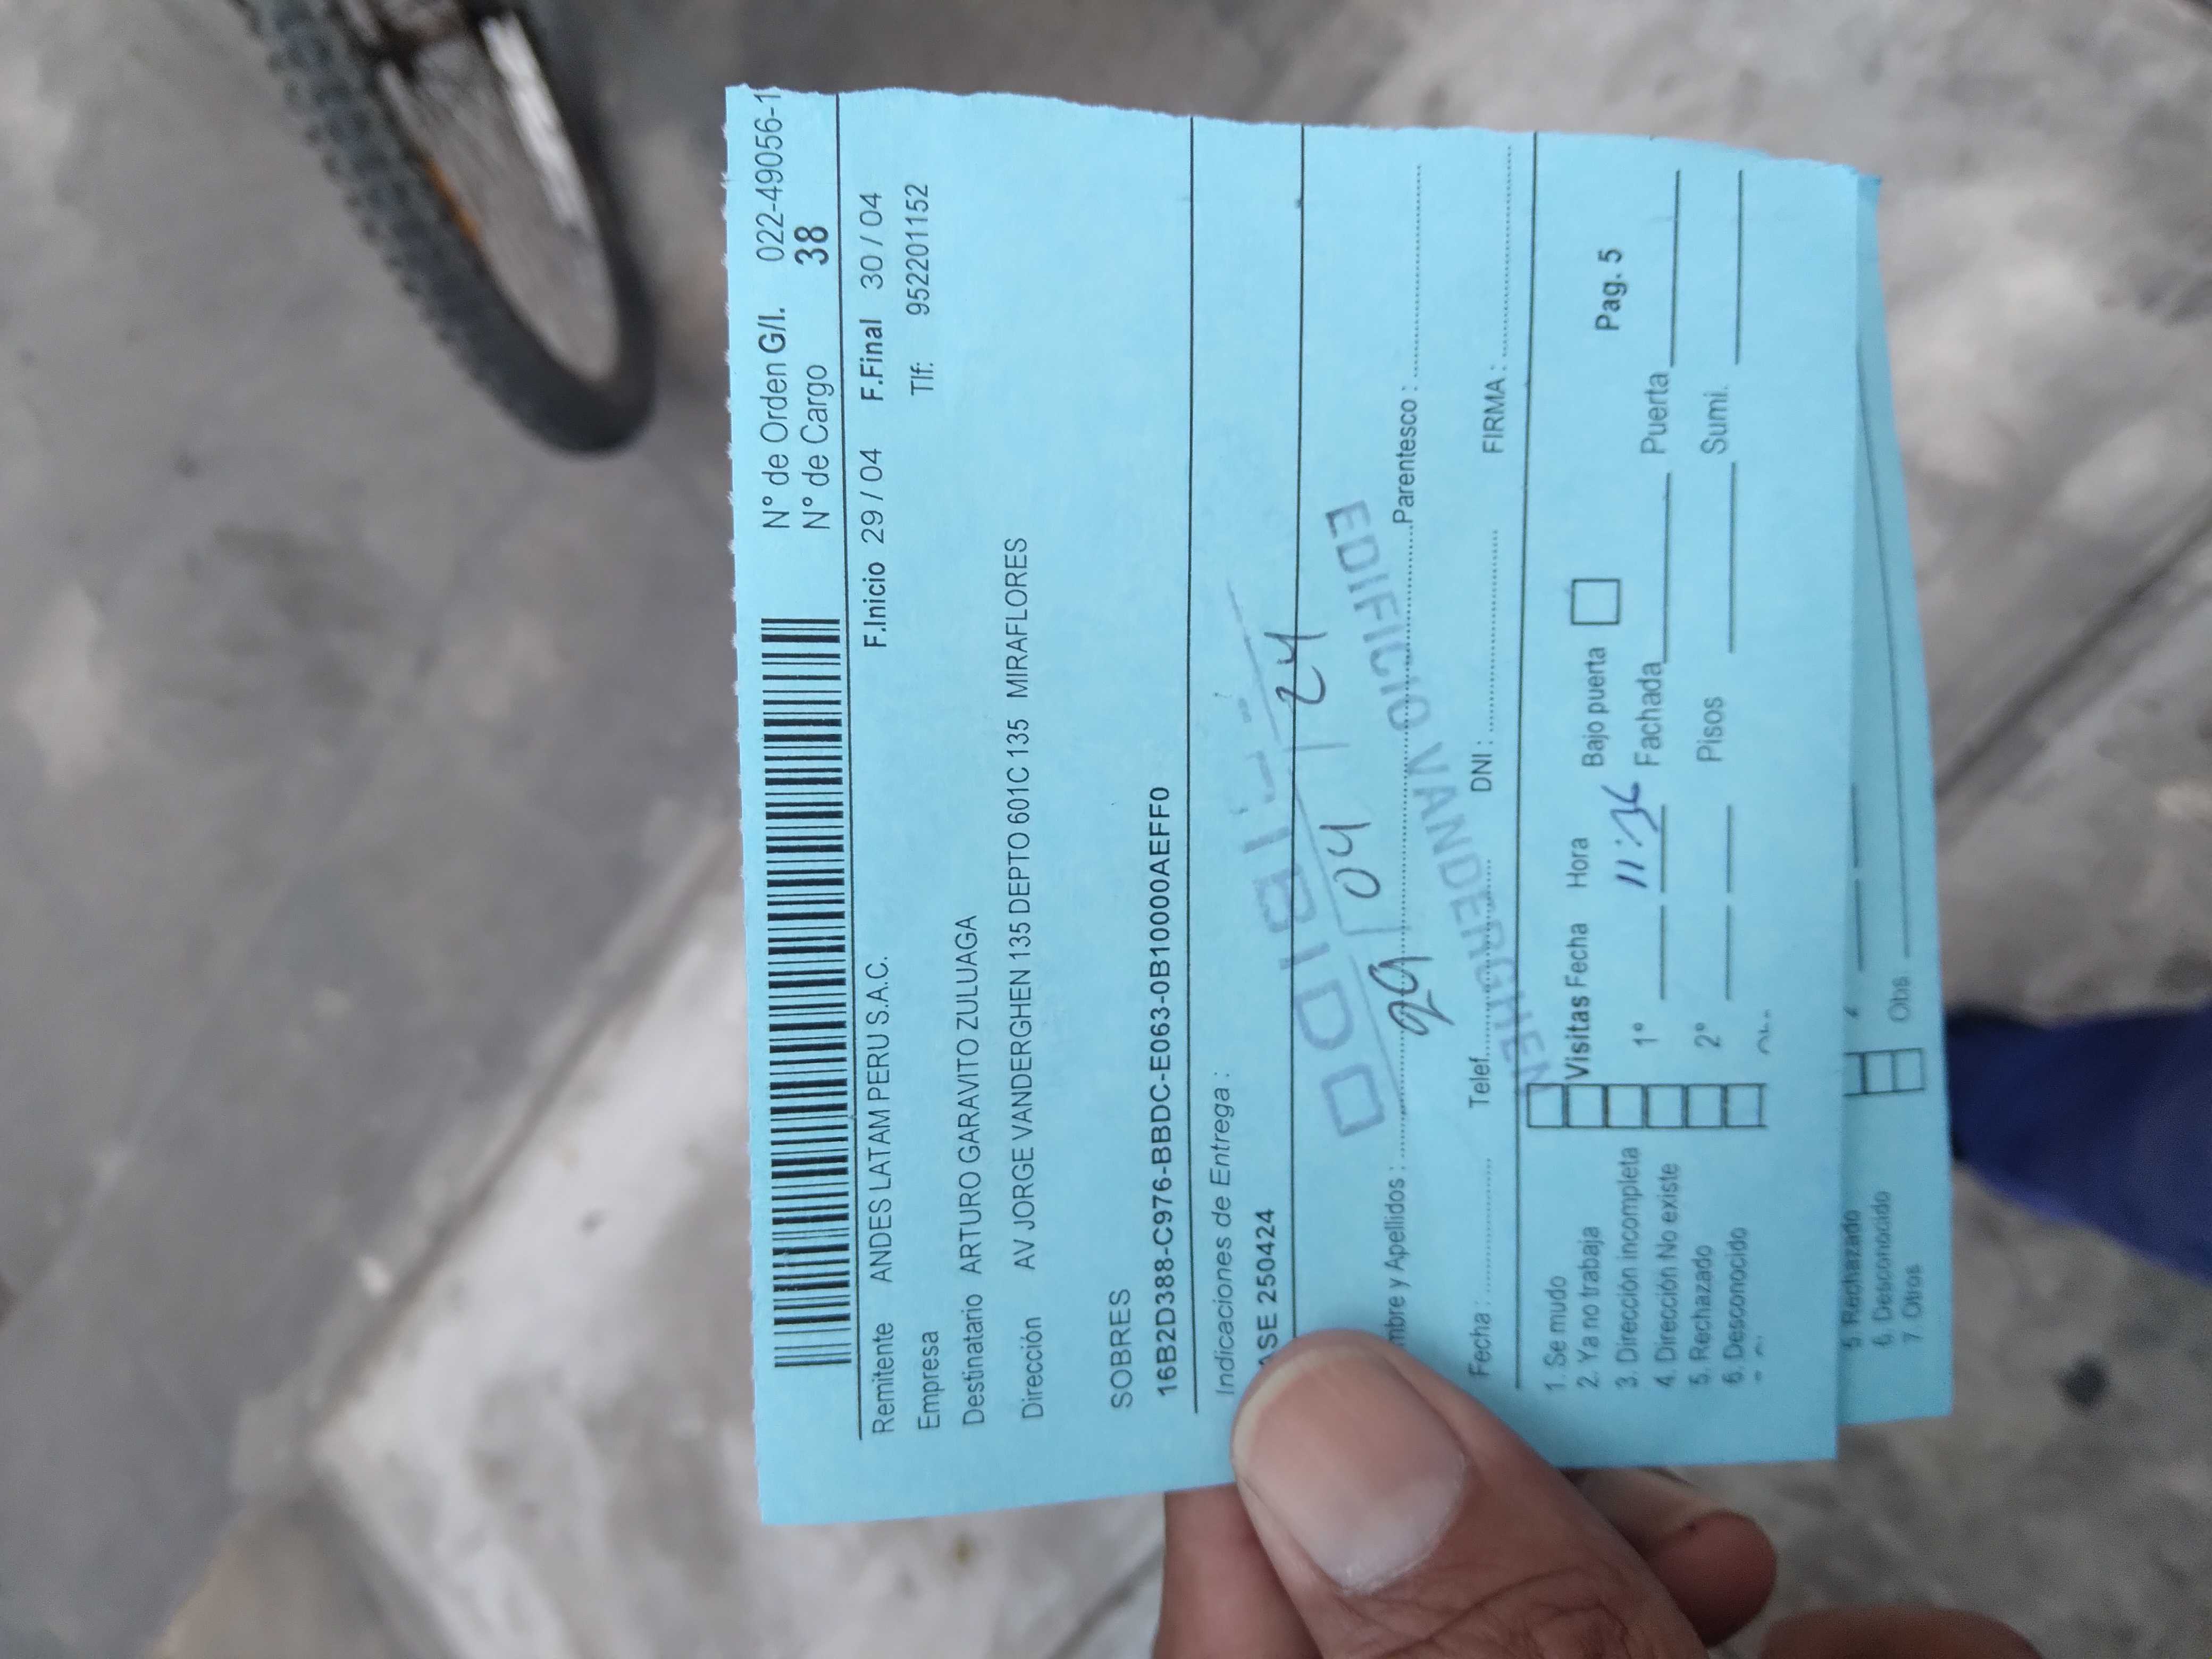 N° de Orden G/I. 022-49056-1
N° de Cargo 38
Remitente ANDES LATAM PERU S.A.C. F.Inicio 29 / 04 F.Final 30 / 04
Empresa Tlf: 952201152
Destinatario ARTURO GARAVITO ZULUAGA
Dirección AV JORGE VANDERGHEN 135 DEPTO 601C 135 MIRAFLORES
SOBRES
16B2D388-C976-BBDC-E063-0B10000AEFF0
Indicaciones de Entrega :
ASE 250424
29 04 24
EDIFICIO VANDERGHEN
mbre y Apellidos : Parentesco :
Fecha : Telef. DNI : FIRMA :
1. Se mudo
2. Ya no trabaja Visitas Fecha Hora Bajo puerta Pag. 5
3. Dirección incompleta 1° 11:36 Fachada Puerta
4. Dirección No existe
5. Rechazado 2° Pisos Sumi.
6. Desconocido
5. Rechazado
6. Desconocido Obs
7. Otros